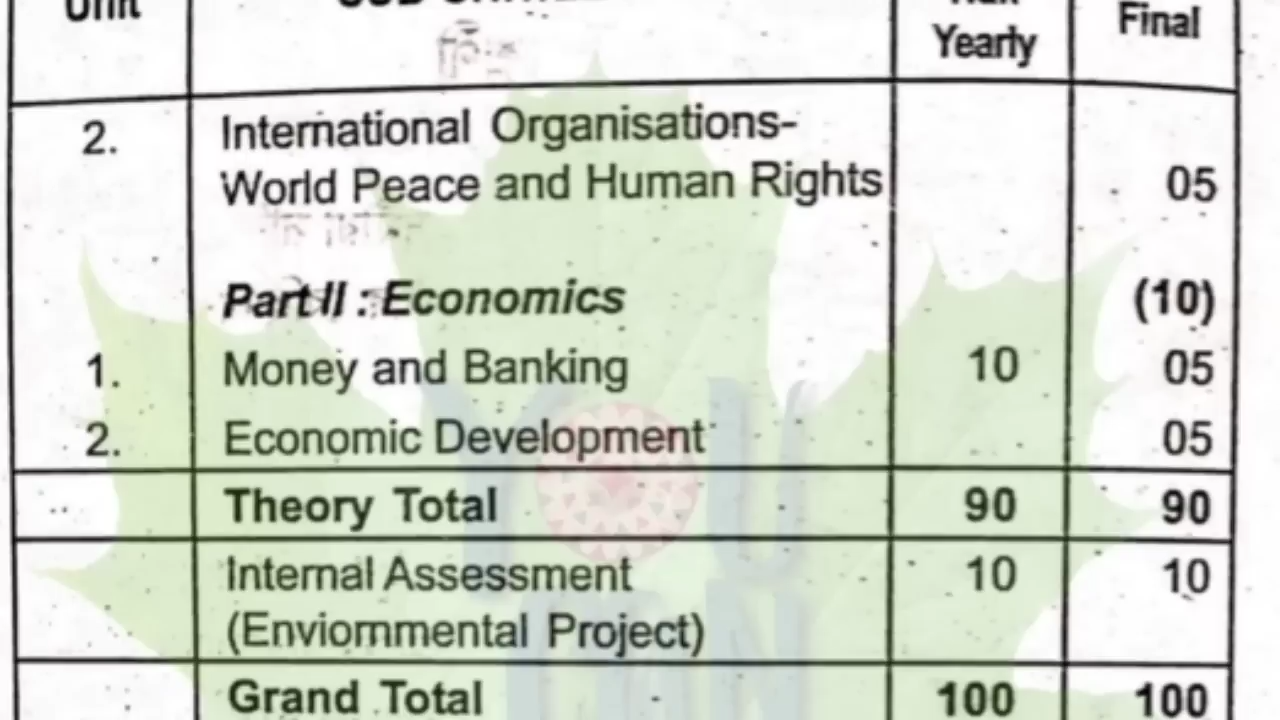 Unit
Yearly
Final
2. International Organisations-
World Peace and Human Rights 05
Part II : Economics (10)
1. Money and Banking 10 05
2. Economic Development 05
Theory Total 90 90
Internal Assessment 10 10
(Enviornmental Project)
Grand Total 100 100